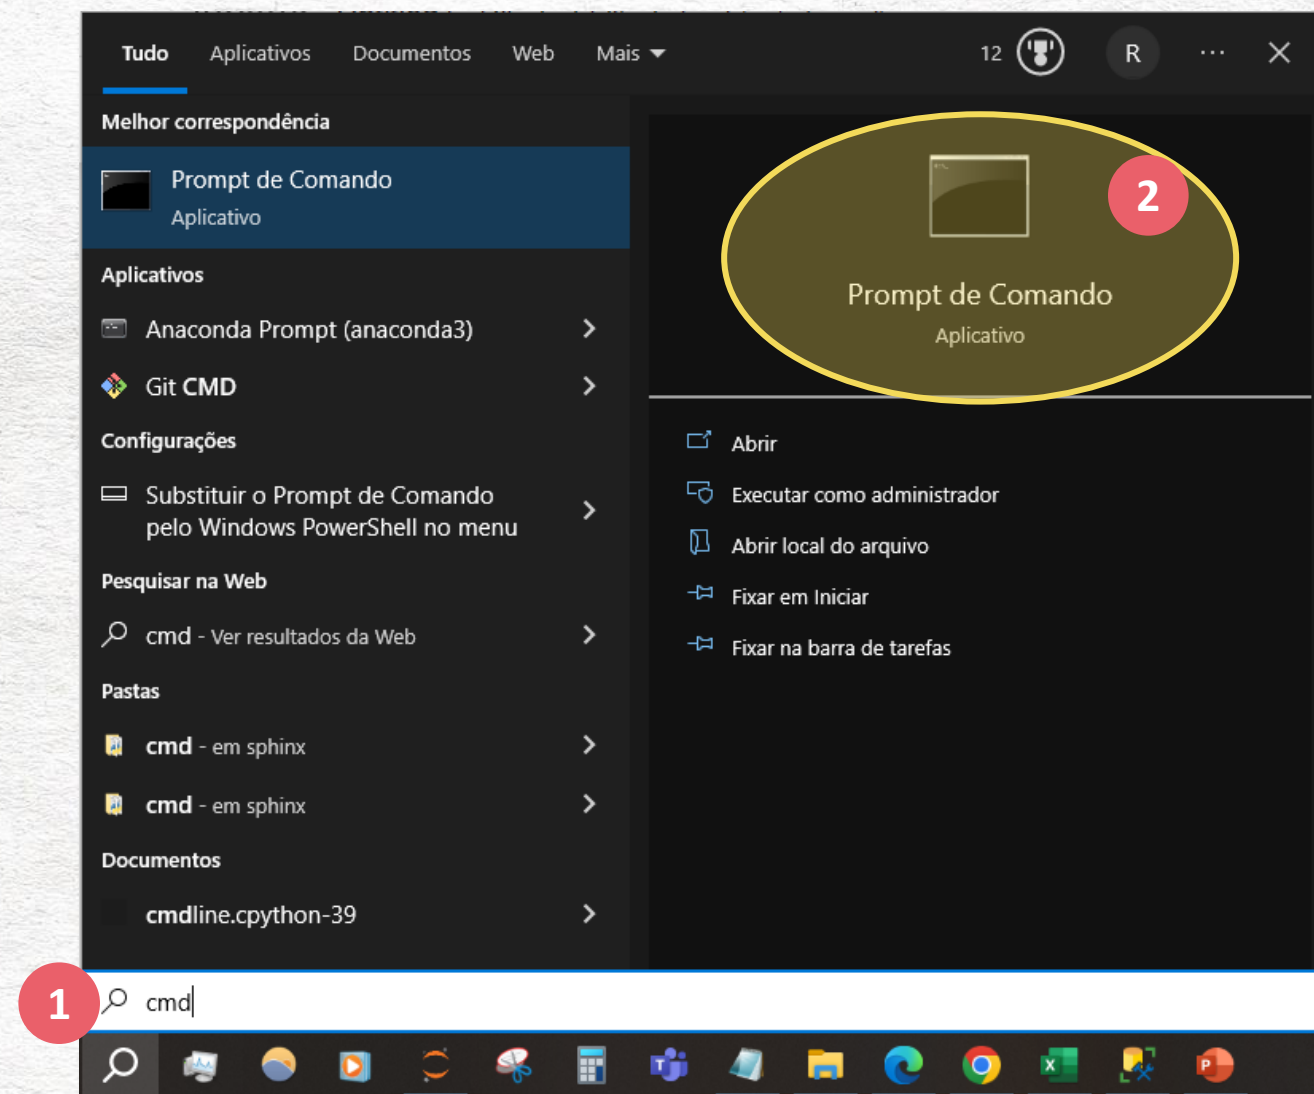 Tudo Aplicativos Documentos Web Mais 12 R
Melhor correspondência
Prompt de Comando
Aplicativo
Aplicativos
Anaconda Prompt (anaconda3)
Git CMD
Configurações
Substituir o Prompt de Comando
pelo Windows PowerShell no menu
Pesquisar na Web
cmd - Ver resultados da Web
Pastas
cmd - em sphinx
cmd - em sphinx
Documentos
cmdline.cpython-39
2
Prompt de Comando
Aplicativo
Abrir
Executar como administrador
Abrir local do arquivo
Fixar em Iniciar
Fixar na barra de tarefas
1
cmd